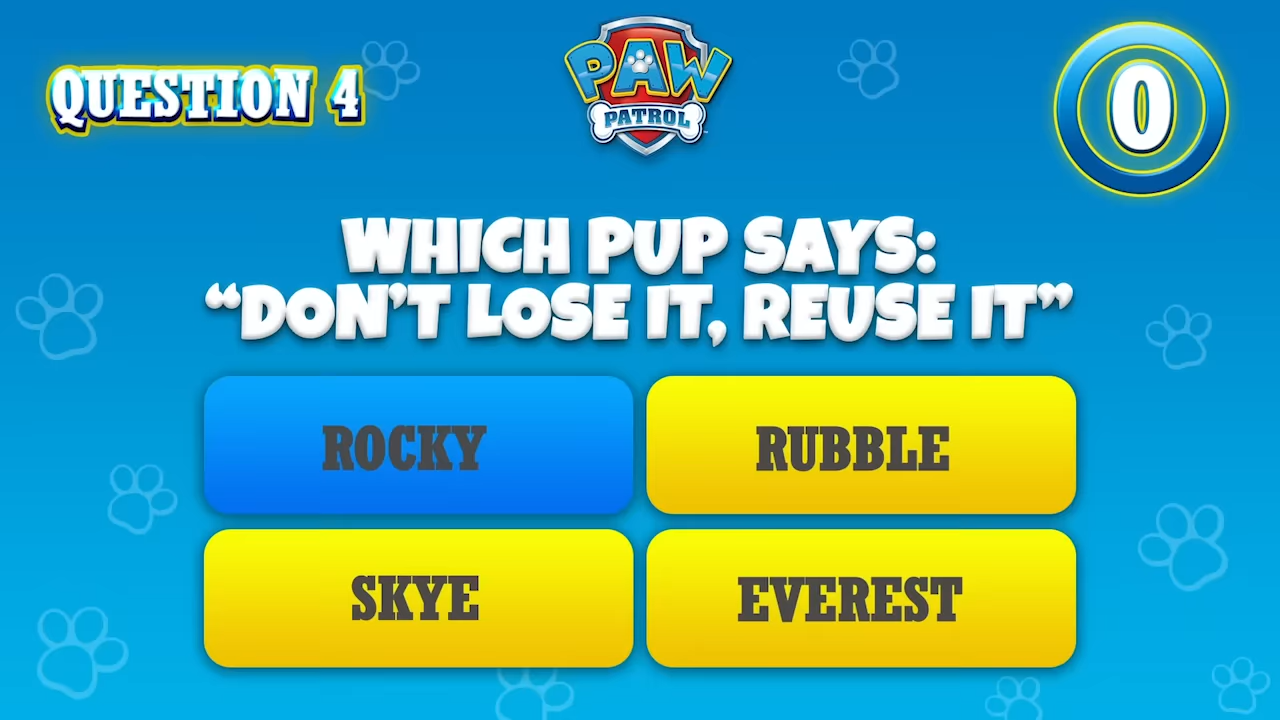 QUESTION 4
PAW
PATROL
0
WHICH PUP SAYS:
“DON’T LOSE IT, REUSE IT”
ROCKY
RUBBLE
SKYE
EVEREST